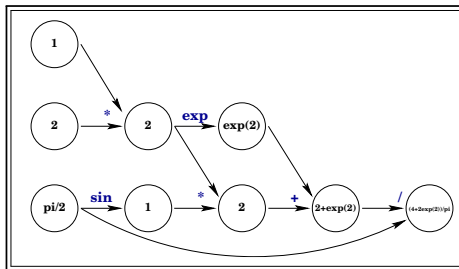 1
*
exp
2
2
exp(2)
sin
*
+
/
pi/2
1
2
2+exp(2)
(4+2exp(2))/pi